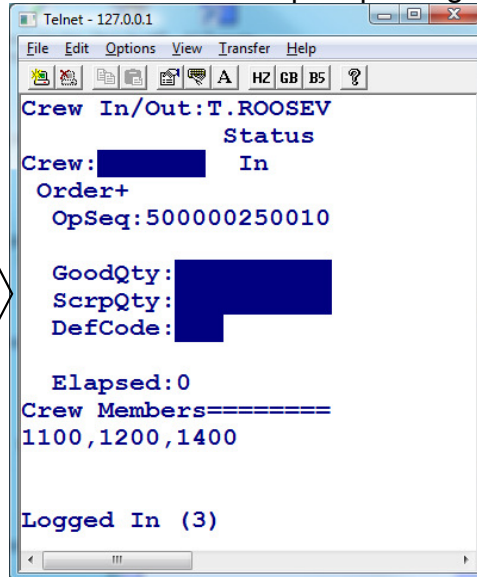 Telnet - 127.0.0.1
File Edit Options View Transfer Help
A HZ GB B5 ?
Crew In/Out:T.ROOSEV
Status
Crew: In
Order+
OpSeq:500000250010
GoodQty:
ScrpQty:
DefCode:
Elapsed:0
Crew Members========
1100,1200,1400
Logged In (3)